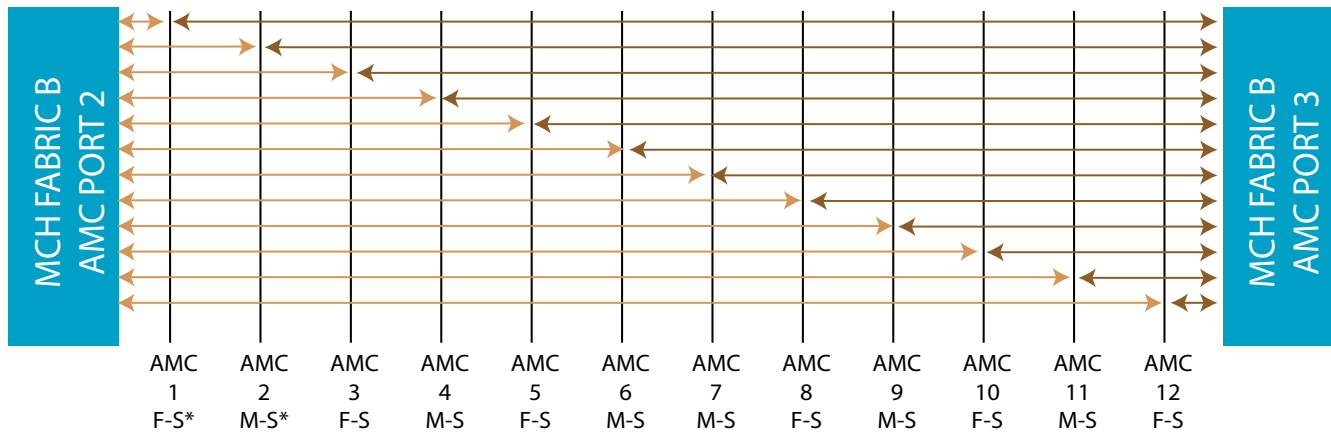 MCH FABRIC B
AMC PORT 2
MCH FABRIC B
AMC PORT 3
AMC AMC AMC AMC AMC AMC AMC AMC AMC AMC AMC AMC
1 2 3 4 5 6 7 8 9 10 11 12
F-S* M-S* F-S M-S F-S M-S M-S F-S M-S F-S M-S F-S